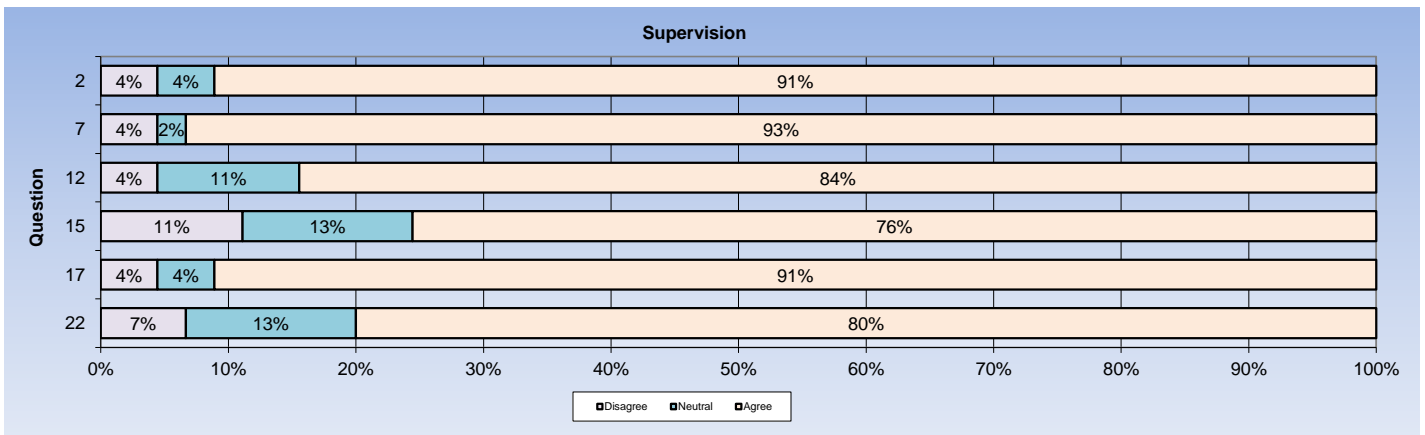 Supervision
Question
2 4% 4% 91%
7 4% 2% 93%
12 4% 11% 84%
15 11% 13% 76%
17 4% 4% 91%
22 7% 13% 80%
0% 10% 20% 30% 40% 50% 60% 70% 80% 90% 100%
Disagree Neutral Agree